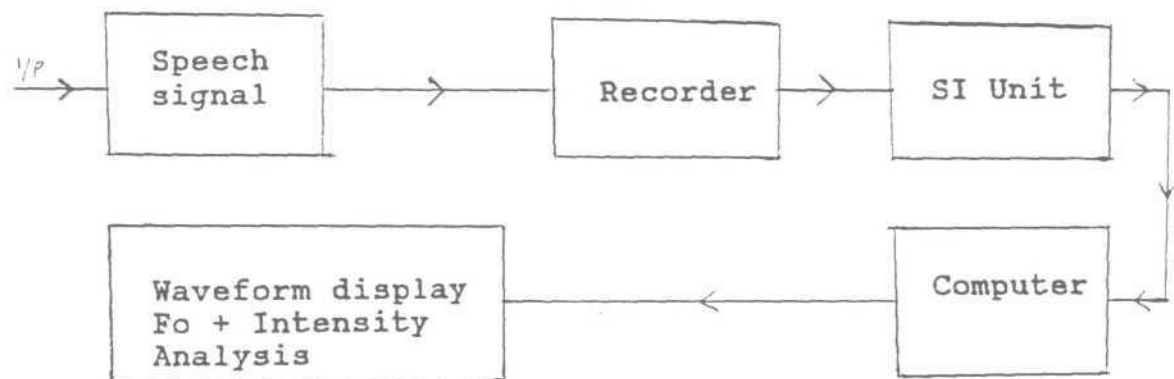 I/P
Speech
signal
Recorder
SI Unit
Computer
Waveform display
Fo + Intensity
Analysis